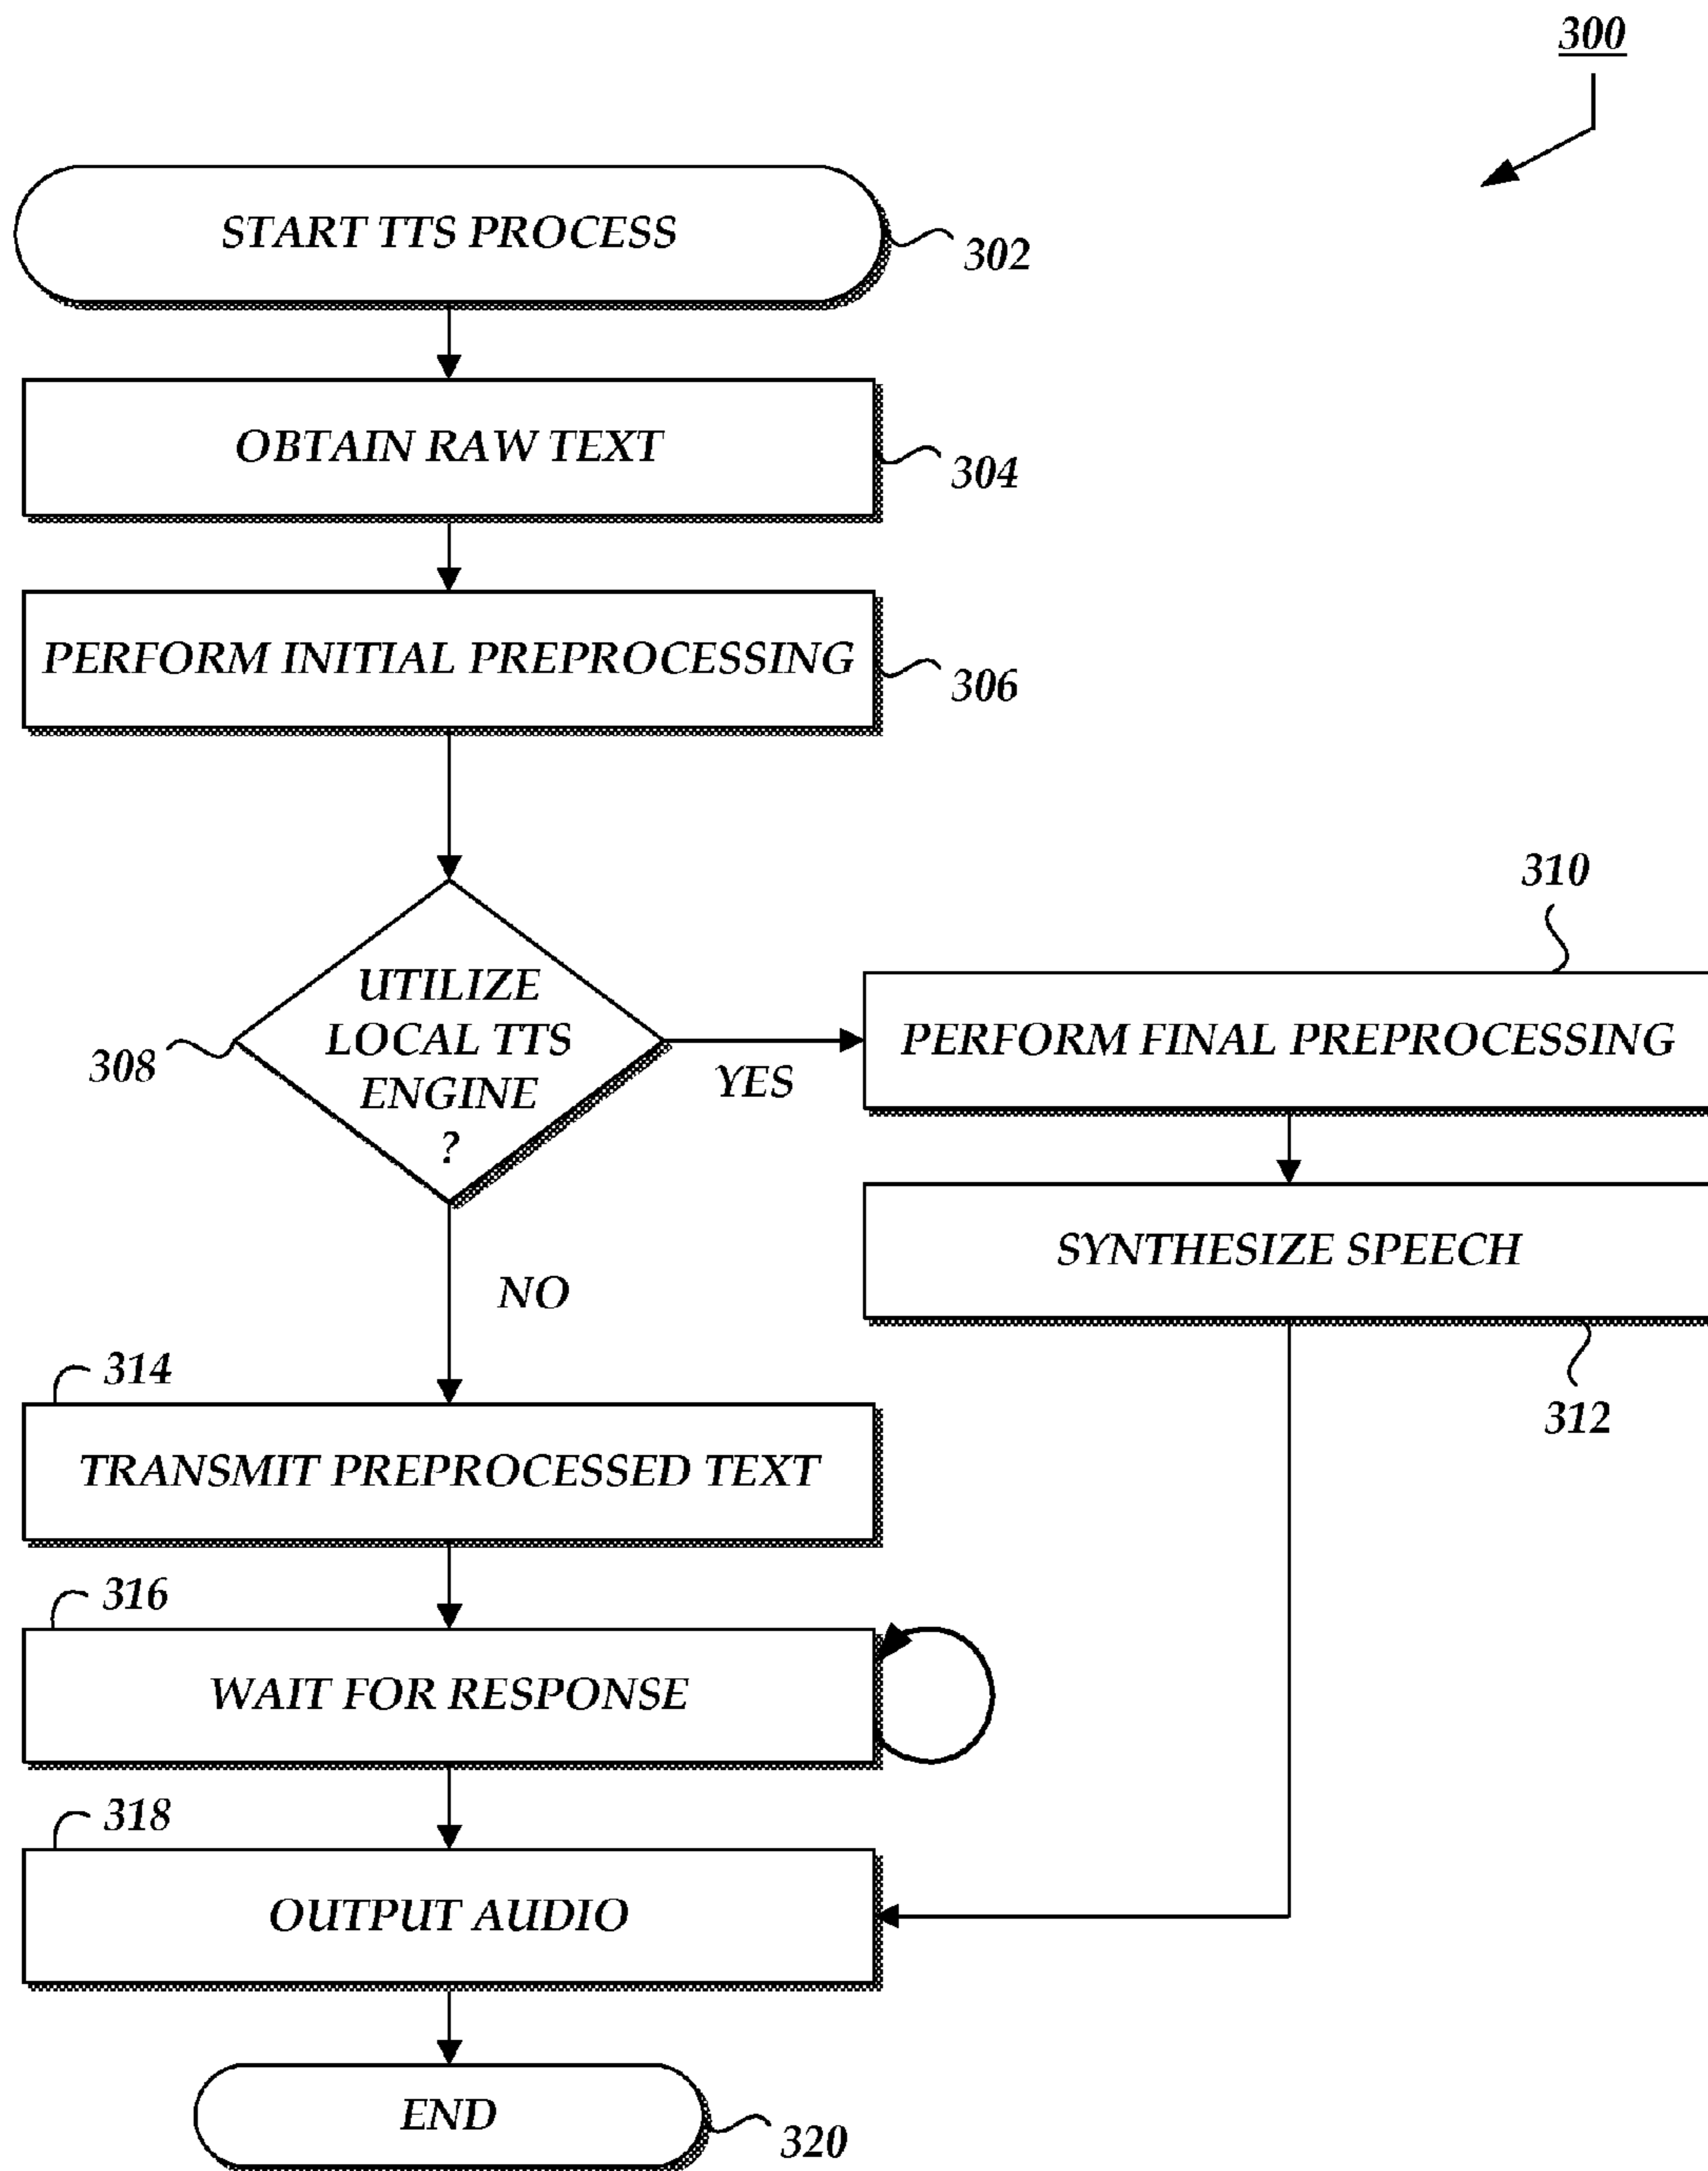 300
START TTS PROCESS
302
OBTAIN RAW TEXT
304
PERFORM INITIAL PREPROCESSING
306
UTILIZE
LOCAL TTS
ENGINE
?
308
YES
310
PERFORM FINAL PREPROCESSING
SYNTHESIZE SPEECH
312
NO
314
TRANSMIT PREPROCESSED TEXT
316
WAIT FOR RESPONSE
318
OUTPUT AUDIO
END
320